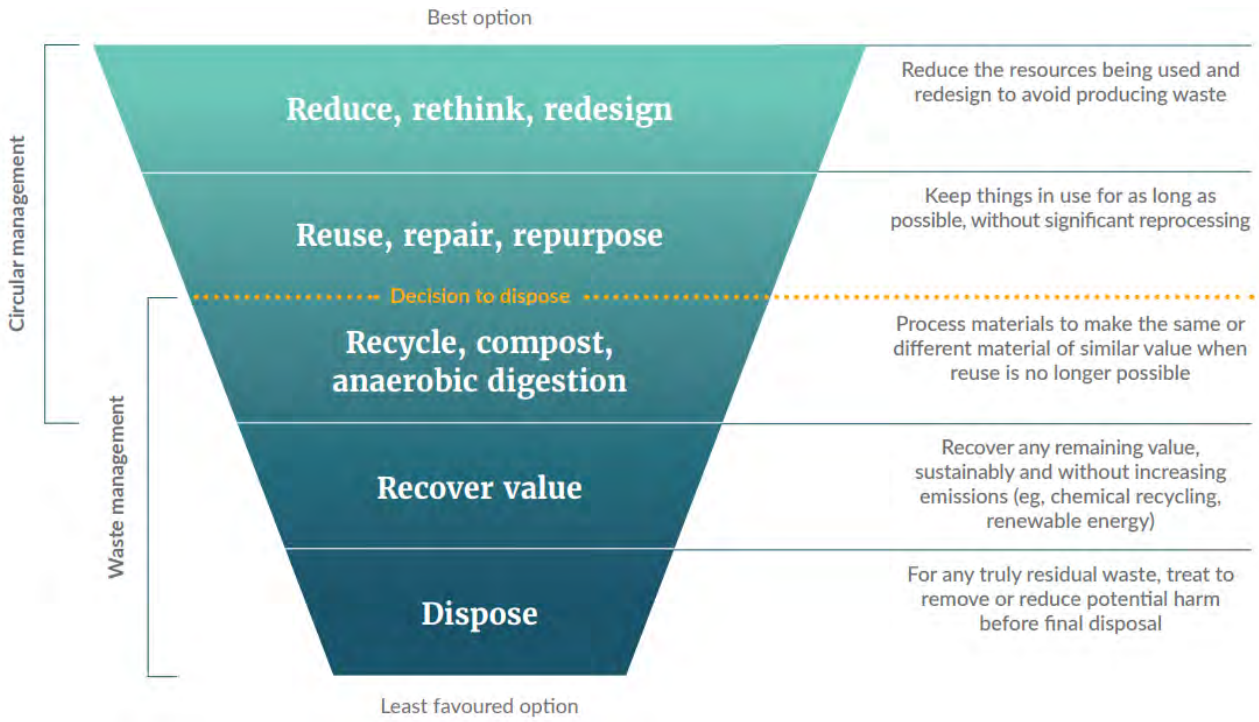 Best option
Circular management
Waste management
Reduce, rethink, redesign
Reduce the resources being used and
redesign to avoid producing waste
Reuse, repair, repurpose
Keep things in use for as long as
possible, without significant reprocessing
Decision to dispose
Recycle, compost,
anaerobic digestion
Process materials to make the same or
different material of similar value when
reuse is no longer possible
Recover value
Recover any remaining value,
sustainably and without increasing
emissions (eg, chemical recycling,
renewable energy)
Dispose
For any truly residual waste, treat to
remove or reduce potential harm
before final disposal
Least favoured option